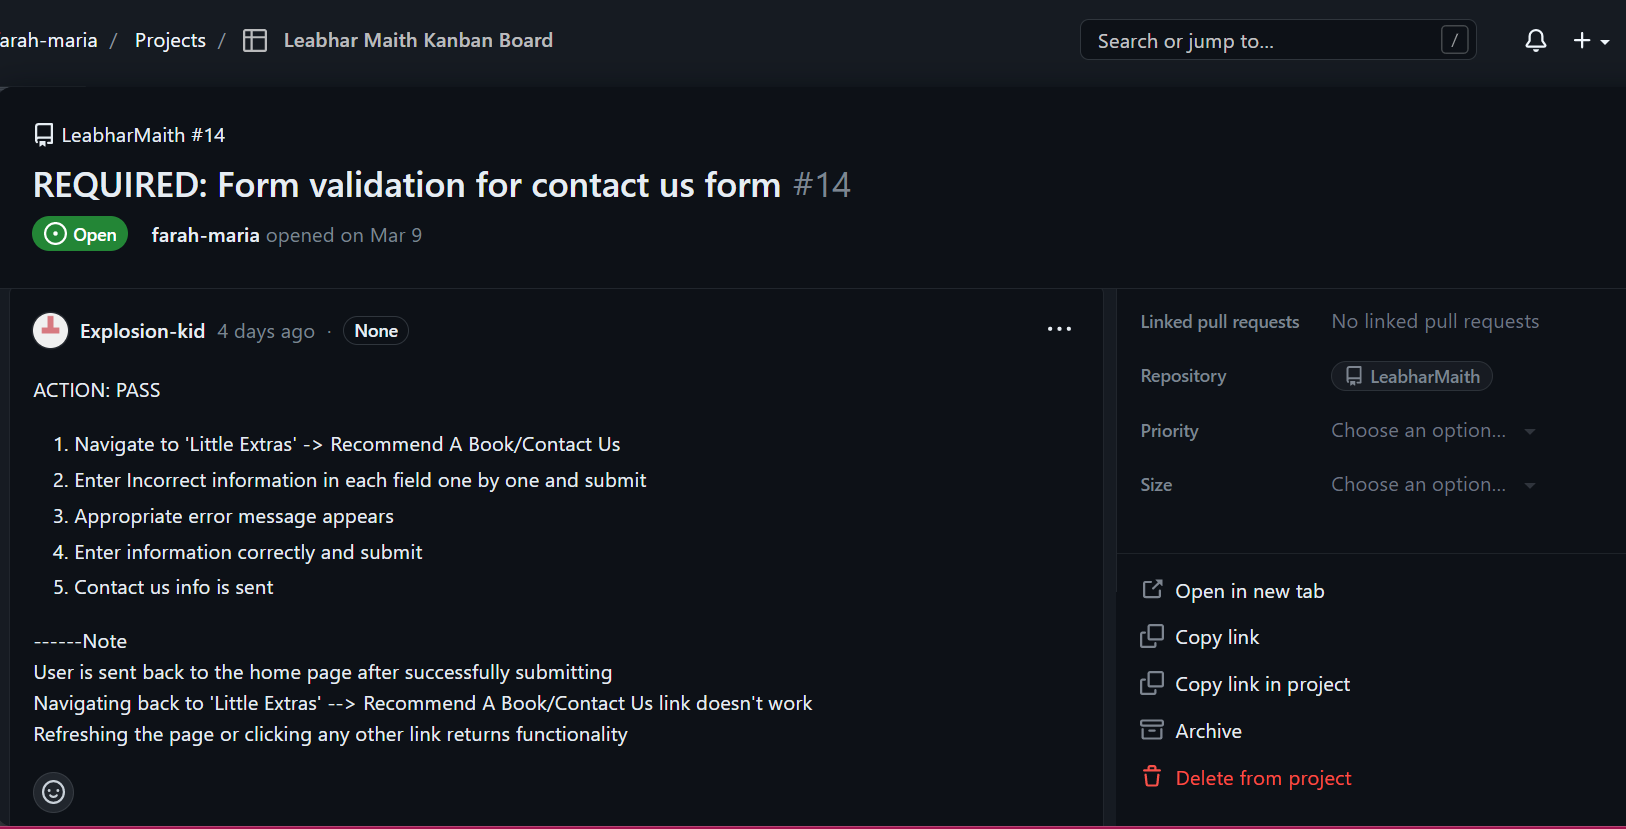 arah-maria / Projects / Leabhar Maith Kanban Board
Search or jump to... /
LeabharMaith #14
REQUIRED: Form validation for contact us form #14
Open farah-maria opened on Mar 9
Explosion-kid 4 days ago · None
ACTION: PASS
1. Navigate to 'Little Extras' -> Recommend A Book/Contact Us
2. Enter Incorrect information in each field one by one and submit
3. Appropriate error message appears
4. Enter information correctly and submit
5. Contact us info is sent
------Note
User is sent back to the home page after successfully submitting
Navigating back to 'Little Extras' --> Recommend A Book/Contact Us link doesn't work
Refreshing the page or clicking any other link returns functionality
Linked pull requests No linked pull requests
Repository LeabharMaith
Priority Choose an option...
Size Choose an option...
Open in new tab
Copy link
Copy link in project
Archive
Delete from project